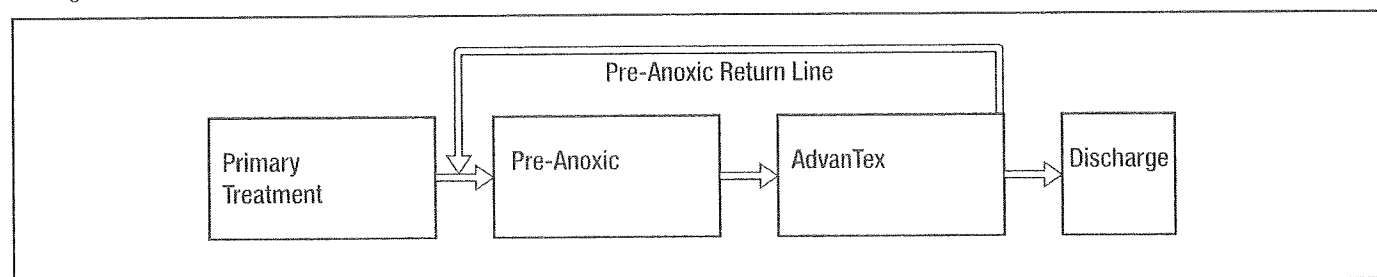 Pre-Anoxic Return Line
Primary
Treatment
Pre-Anoxic
AdvanTex
Discharge